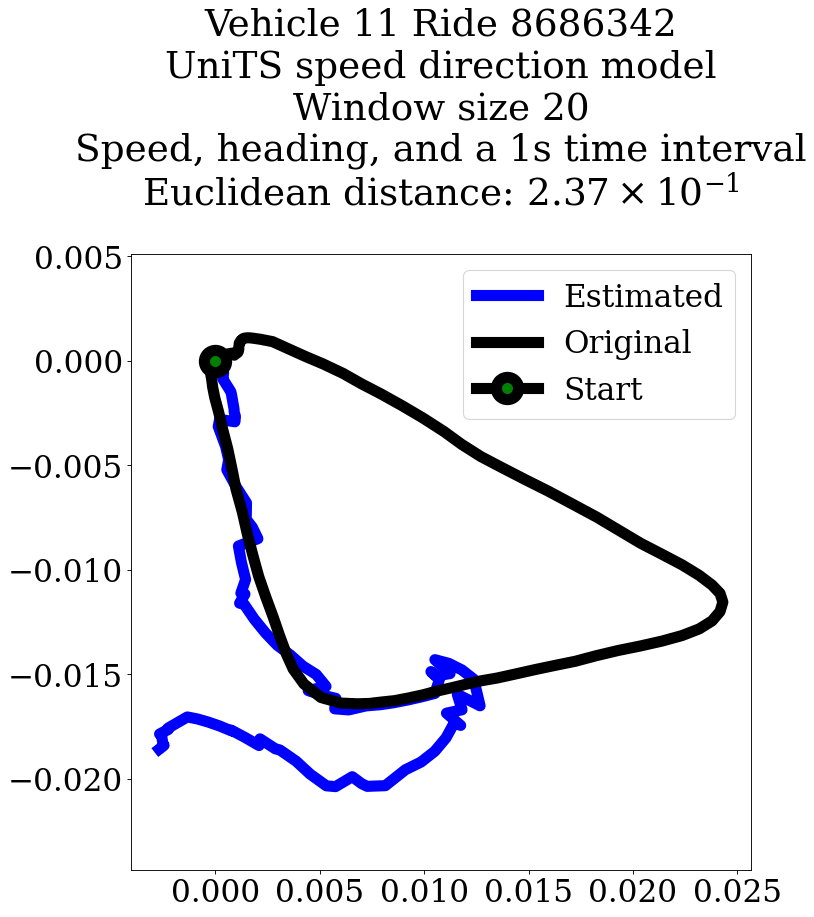 Vehicle 11 Ride 8686342
UniTS speed direction model
Window size 20
Speed, heading, and a 1s time interval
Euclidean distance: 2.37 × 10⁻¹
0.005
0.000
−0.005
−0.010
−0.015
−0.020
Estimated
Original
Start
0.000 0.005 0.010 0.015 0.020 0.025